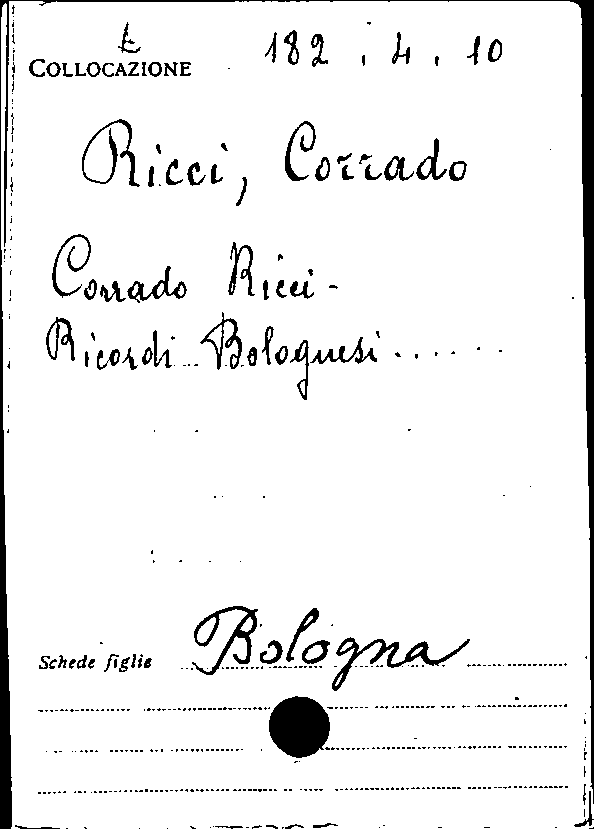 COLLOCAZIONE 182.4.10
Ricci, Corrado
Corrado Ricci -
Ricordi Bolognesi ......
Schede figlie Bologna